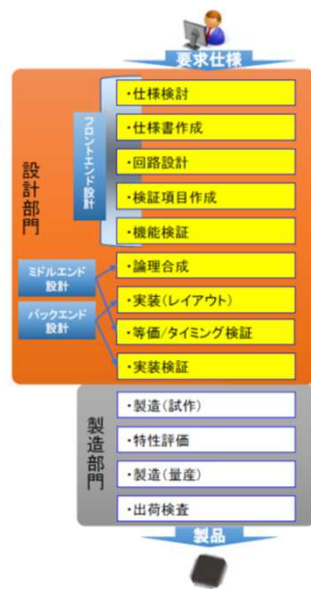 要求仕様
設計部門
フロントエンド設計
・仕様検討
・仕様書作成
・回路設計
・検証項目作成
・機能検証
ミドルエンド
設計
バックエンド
設計
・論理合成
・実装(レイアウト)
・等価/タイミング検証
・実装検証
製造部門
・製造(試作)
・特性評価
・製造(量産)
・出荷検査
製品